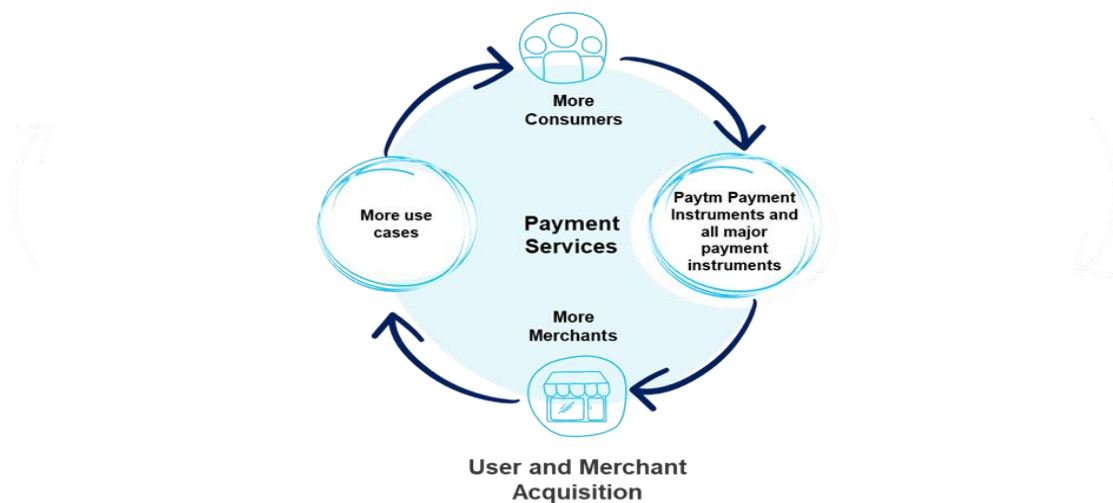 More
Consumers
Paytm Payment
Instruments and
all major
payment
instruments
More use
cases
Payment
Services
More
Merchants
User and Merchant
Acquisition